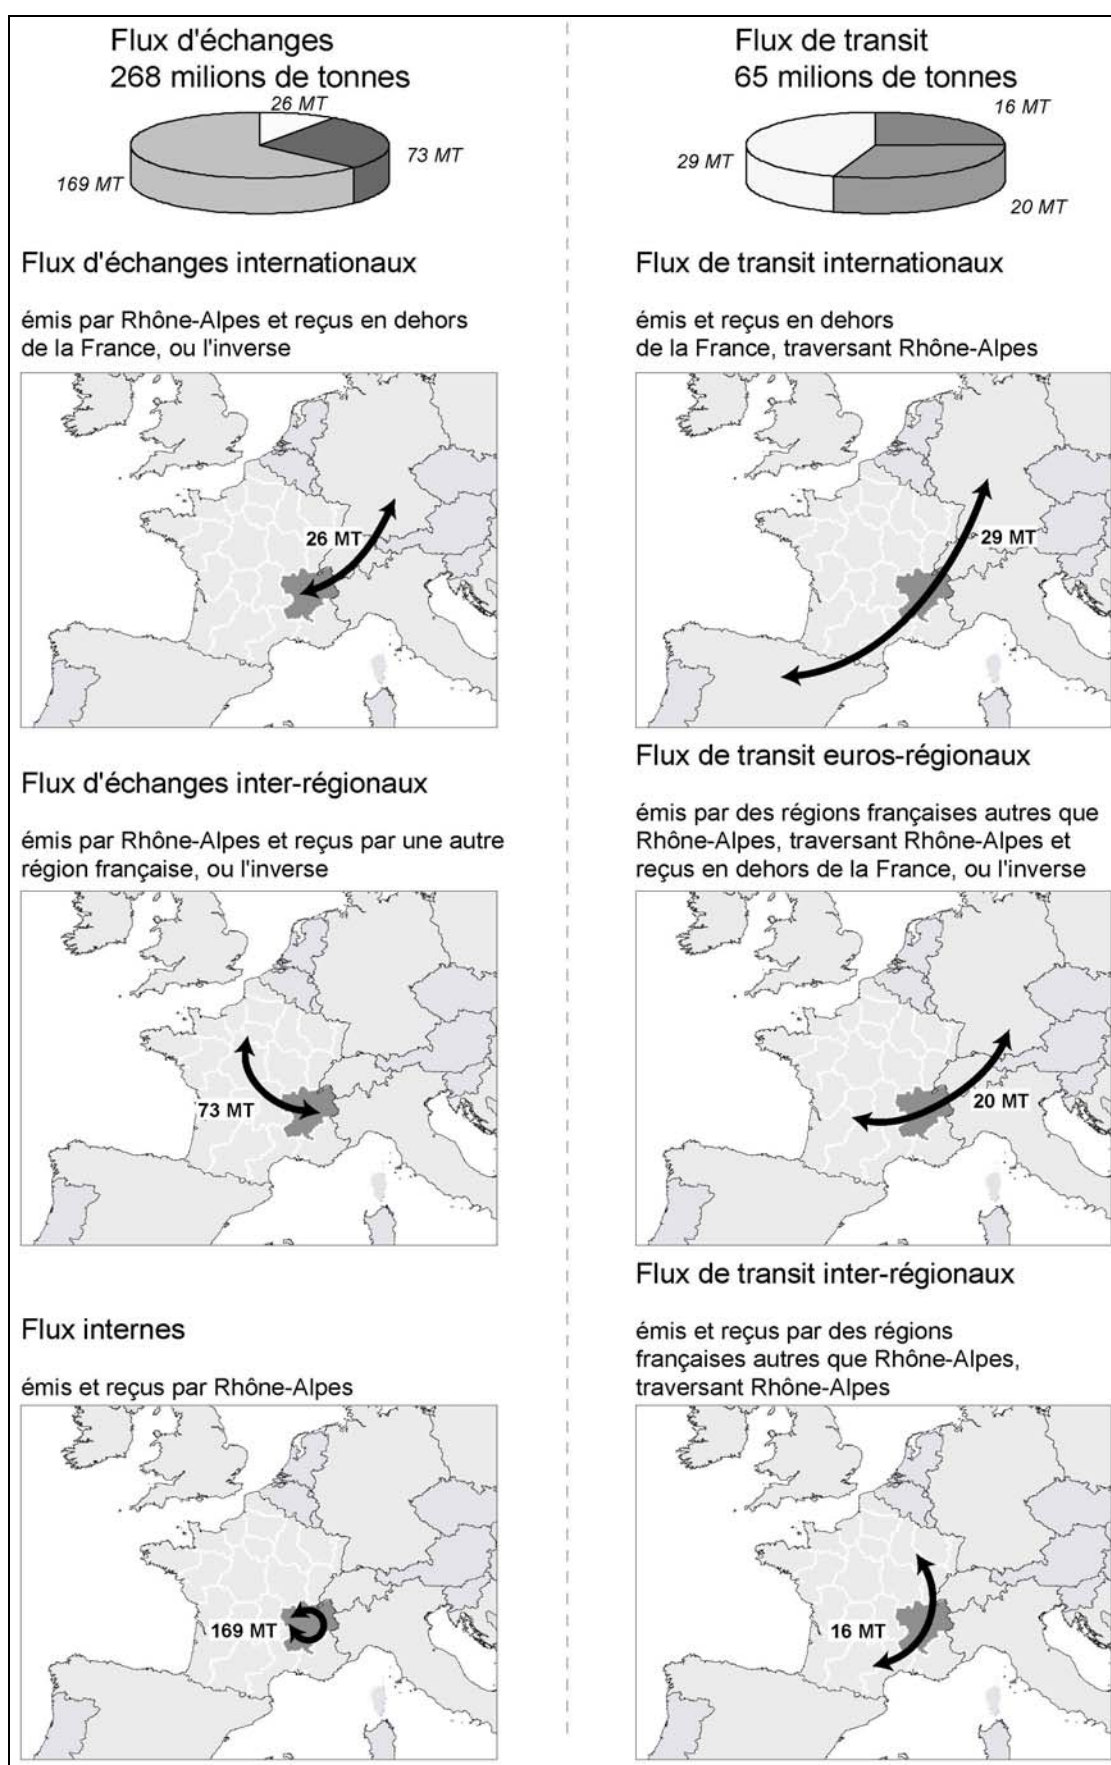 Flux d'échanges
268 milions de tonnes
26 MT
73 MT
169 MT
Flux d'échanges internationaux
émis par Rhône-Alpes et reçus en dehors
de la France, ou l'inverse
26 MT
Flux d'échanges inter-régionaux
émis par Rhône-Alpes et reçus par une autre
région française, ou l'inverse
73 MT
Flux internes
émis et reçus par Rhône-Alpes
169 MT
Flux de transit
65 milions de tonnes
16 MT
29 MT
20 MT
Flux de transit internationaux
émis et reçus en dehors
de la France, traversant Rhône-Alpes
29 MT
Flux de transit euros-régionaux
émis par des régions françaises autres que
Rhône-Alpes, traversant Rhône-Alpes et
reçus en dehors de la France, ou l'inverse
20 MT
Flux de transit inter-régionaux
émis et reçus par des régions
françaises autres que Rhône-Alpes,
traversant Rhône-Alpes
16 MT